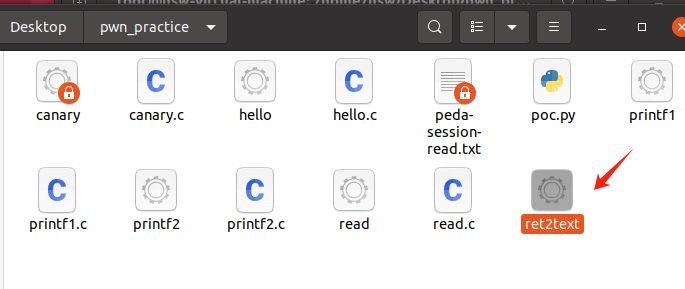 Desktop
pwn_practice
canary
canary.c
hello
hello.c
peda-
session-
read.txt
poc.py
printf1
printf1.c
printf2
printf2.c
read
read.c
ret2text